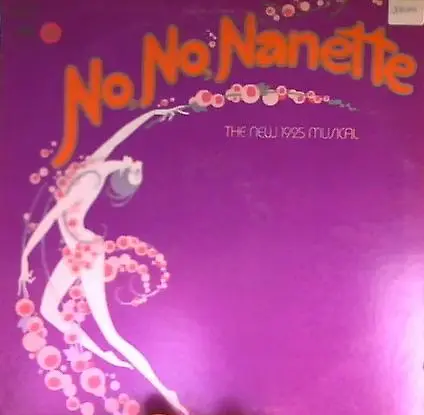 No, No, Nanette
THE NEW 1925 MUSICAL